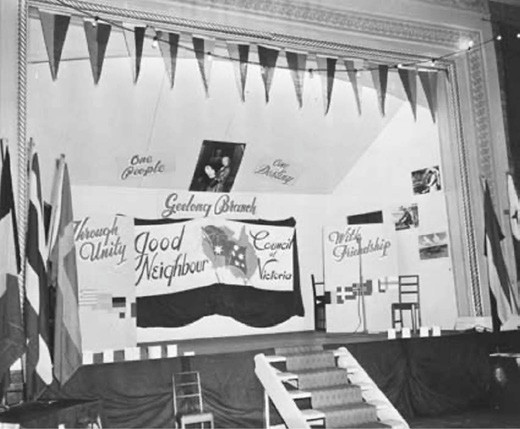 One
People
One
Destiny
Geelong Branch
Through
Unity
Good
Neighbour
Council
of
Victoria
With
Friendship